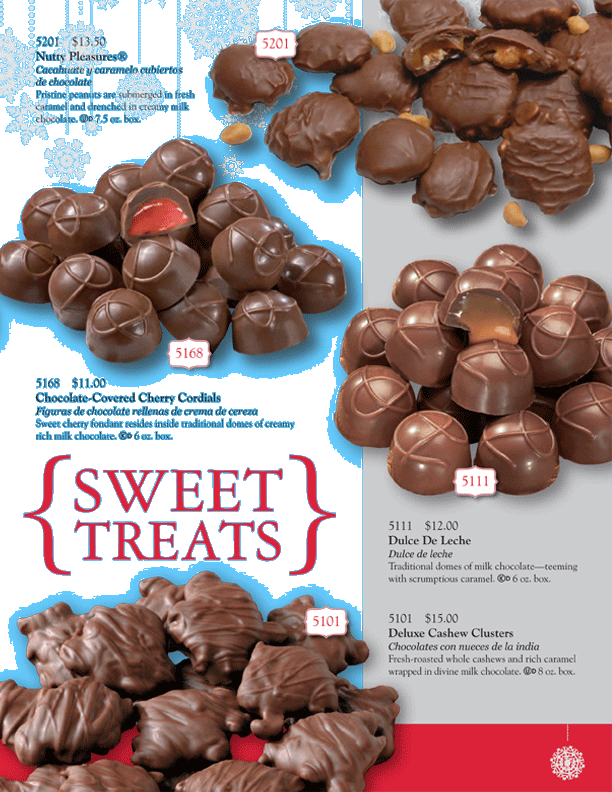 5201 $13.50
Nutty Pleasures®
Cacahuate y caramelo cubiertos
de chocolate
Pristine peanuts are submerged in fresh
caramel and drenched in creamy milk
chocolate. ⓊD 7.5 oz. box.
5201
5168
5168 $11.00
Chocolate-Covered Cherry Cordials
Figuras de chocolate rellenas de crema de cereza
Sweet cherry fondant resides inside traditional domes of creamy
rich milk chocolate. ⓊD 6 oz. box.
{SWEET
TREATS}
5111
5111 $12.00
Dulce De Leche
Dulce de leche
Traditional domes of milk chocolate—teeming
with scrumptious caramel. ⓊD 6 oz. box.
5101
5101 $15.00
Deluxe Cashew Clusters
Chocolates con nueces de la india
Fresh-roasted whole cashews and rich caramel
wrapped in divine milk chocolate. ⓊD 8 oz. box.